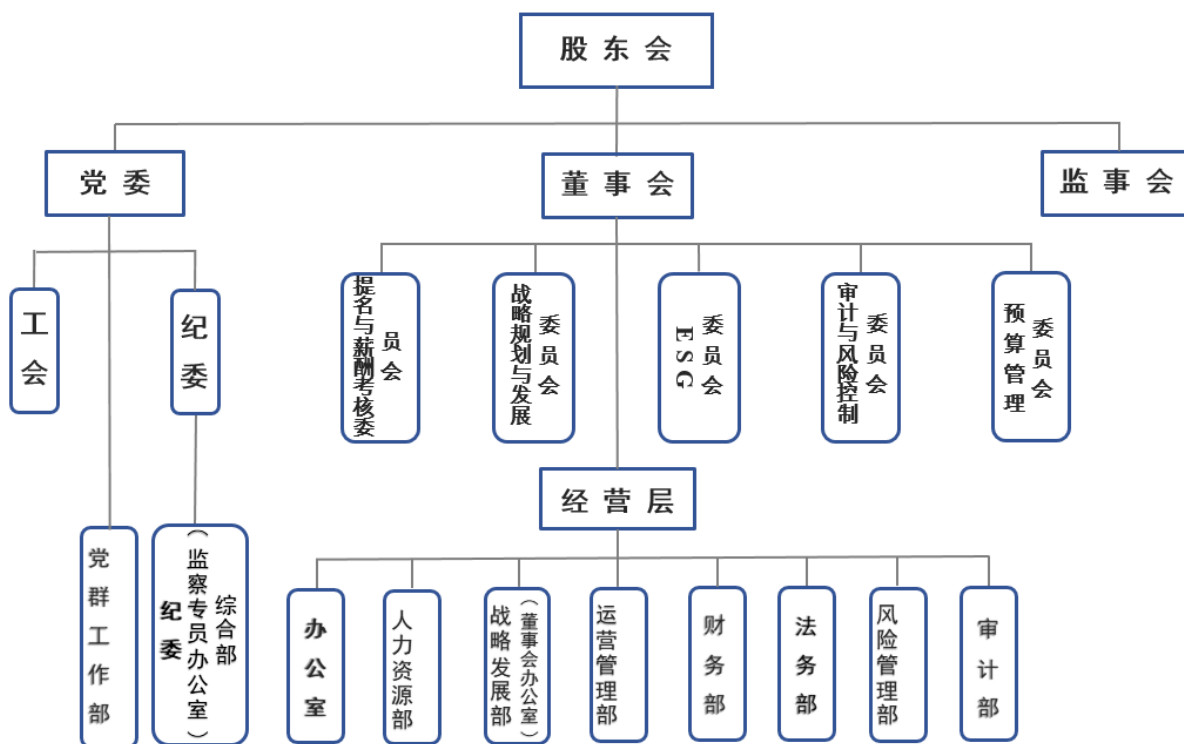 股东会
党委
董事会
监事会
工会
纪委
提名与薪酬考核委
员会
战略规划与发展
委员会
ESG
委员会
审计与风险控制
委员会
预算管理
委员会
经营层
党群工作部
纪委
（监察专员办公室）
综合部
办公室
人力资源部
战略发展部
（董事会办公室）
运营管理部
财务部
法务部
风险管理部
审计部